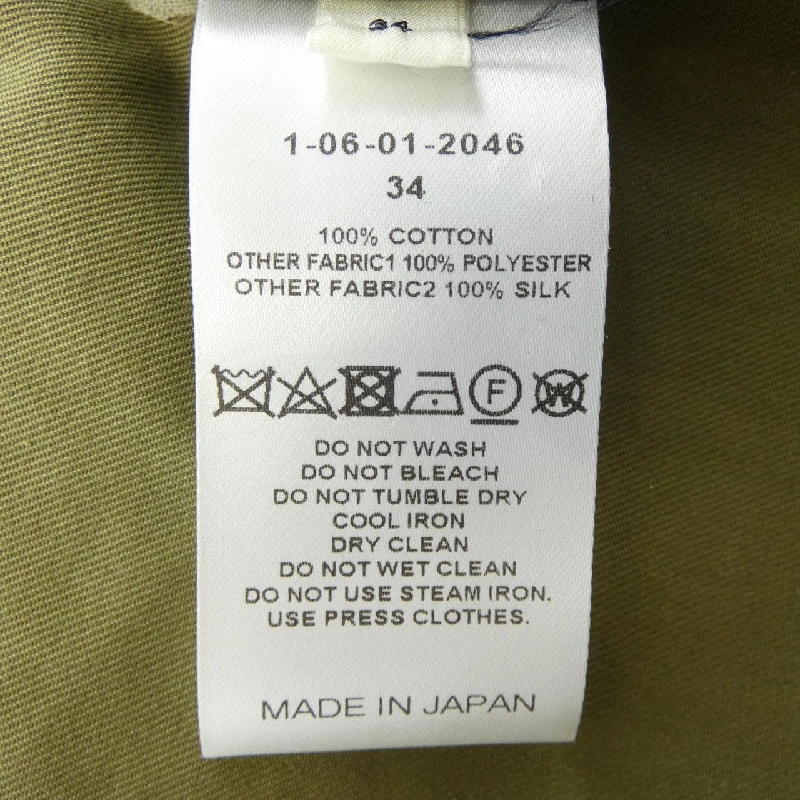 34
1-06-01-2046
34
100% COTTON
OTHER FABRIC1 100% POLYESTER
OTHER FABRIC2 100% SILK
F W
DO NOT WASH
DO NOT BLEACH
DO NOT TUMBLE DRY
COOL IRON
DRY CLEAN
DO NOT WET CLEAN
DO NOT USE STEAM IRON.
USE PRESS CLOTHES.
MADE IN JAPAN